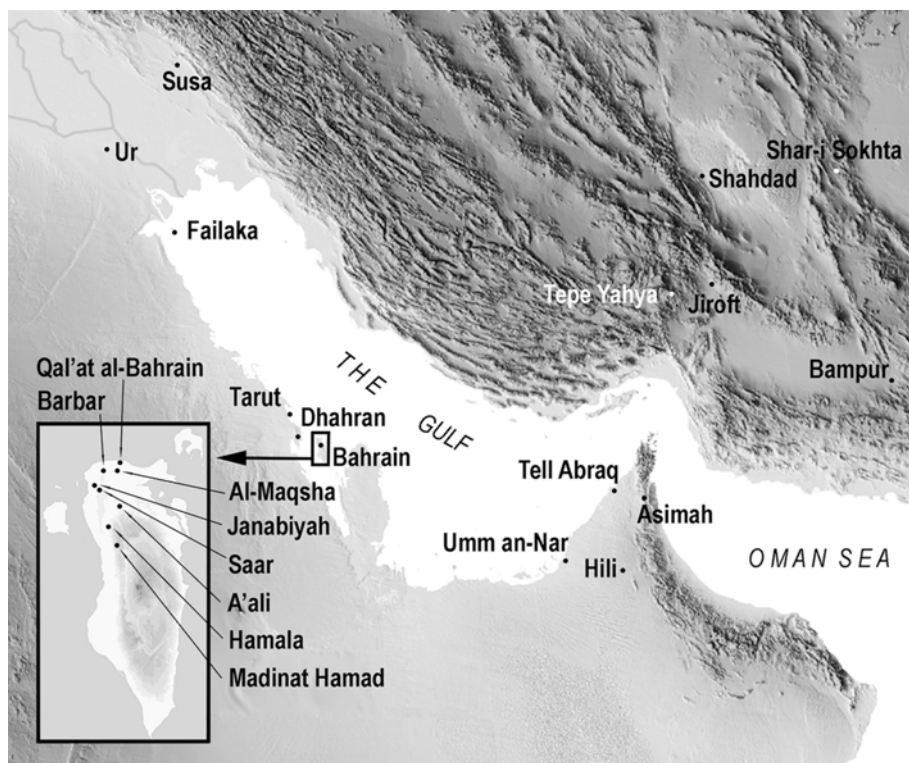 Susa
Ur
Shar-i Sokhta
Shahdad
Failaka
Tepe Yahya
Jiroft
Bampur
THE
GULF
Qal'at al-Bahrain
Barbar
Tarut
Dhahran
Bahrain
Al-Maqsha
Janabiyah
Saar
A'ali
Hamala
Madinat Hamad
Tell Abraq
Asimah
Umm an-Nar
Hili
OMAN SEA